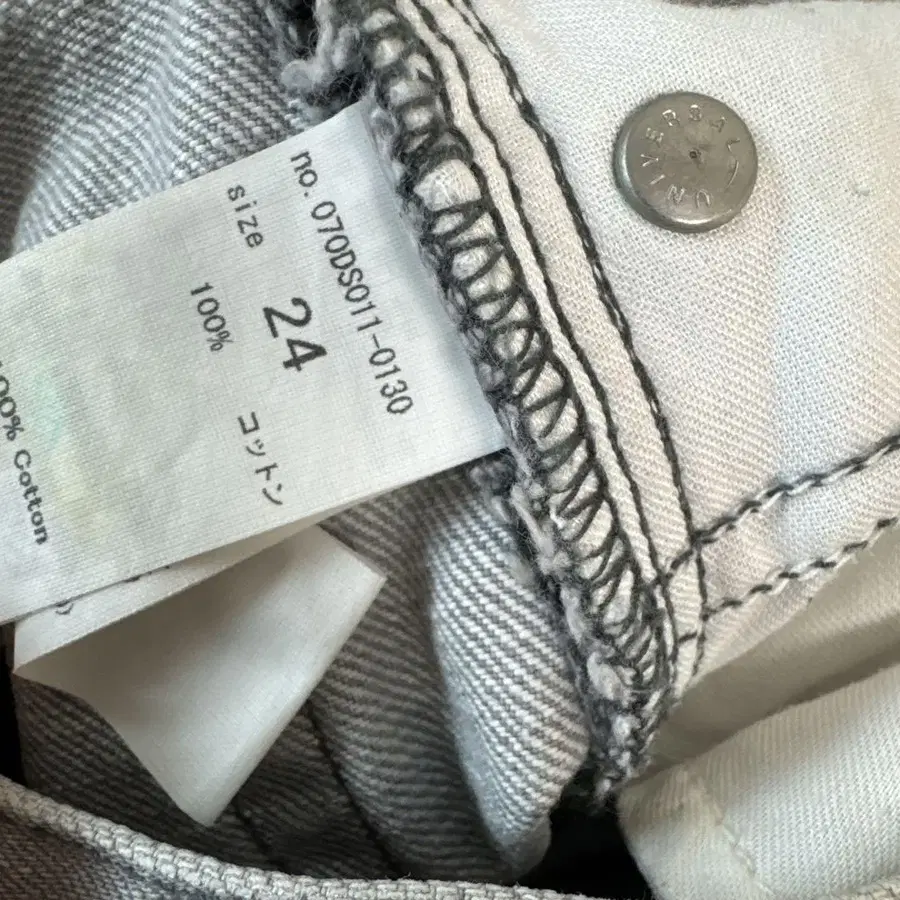 no. 070DS011-0130
size 24
100% コットン
100% Cotton
UNIVERSAL